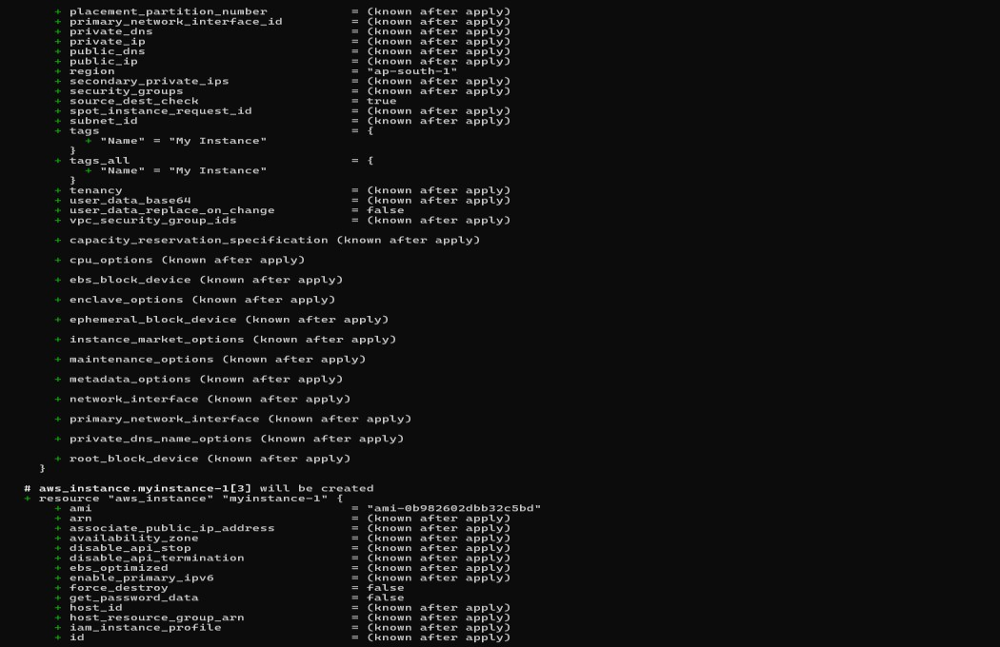 + placement_partition_number = (known after apply)
+ primary_network_interface_id = (known after apply)
+ private_dns = (known after apply)
+ private_ip = (known after apply)
+ public_dns = (known after apply)
+ public_ip = (known after apply)
+ region = "ap-south-1"
+ secondary_private_ips = (known after apply)
+ security_groups = (known after apply)
+ source_dest_check = true
+ spot_instance_request_id = (known after apply)
+ subnet_id = (known after apply)
+ tags = {
+ "Name" = "My Instance"
}
+ tags_all = {
+ "Name" = "My Instance"
}
+ tenancy = (known after apply)
+ user_data_base64 = (known after apply)
+ user_data_replace_on_change = false
+ vpc_security_group_ids = (known after apply)
+ capacity_reservation_specification (known after apply)
+ cpu_options (known after apply)
+ ebs_block_device (known after apply)
+ enclave_options (known after apply)
+ ephemeral_block_device (known after apply)
+ instance_market_options (known after apply)
+ maintenance_options (known after apply)
+ metadata_options (known after apply)
+ network_interface (known after apply)
+ primary_network_interface (known after apply)
+ private_dns_name_options (known after apply)
+ root_block_device (known after apply)
}
# aws_instance.myinstance-1[3] will be created
+ resource "aws_instance" "myinstance-1" {
+ ami = "ami-0b982602dbb32c5bd"
+ arn = (known after apply)
+ associate_public_ip_address = (known after apply)
+ availability_zone = (known after apply)
+ disable_api_stop = (known after apply)
+ disable_api_termination = (known after apply)
+ ebs_optimized = (known after apply)
+ enable_primary_ipv6 = (known after apply)
+ force_destroy = false
+ get_password_data = false
+ host_id = (known after apply)
+ host_resource_group_arn = (known after apply)
+ iam_instance_profile = (known after apply)
+ id = (known after apply)